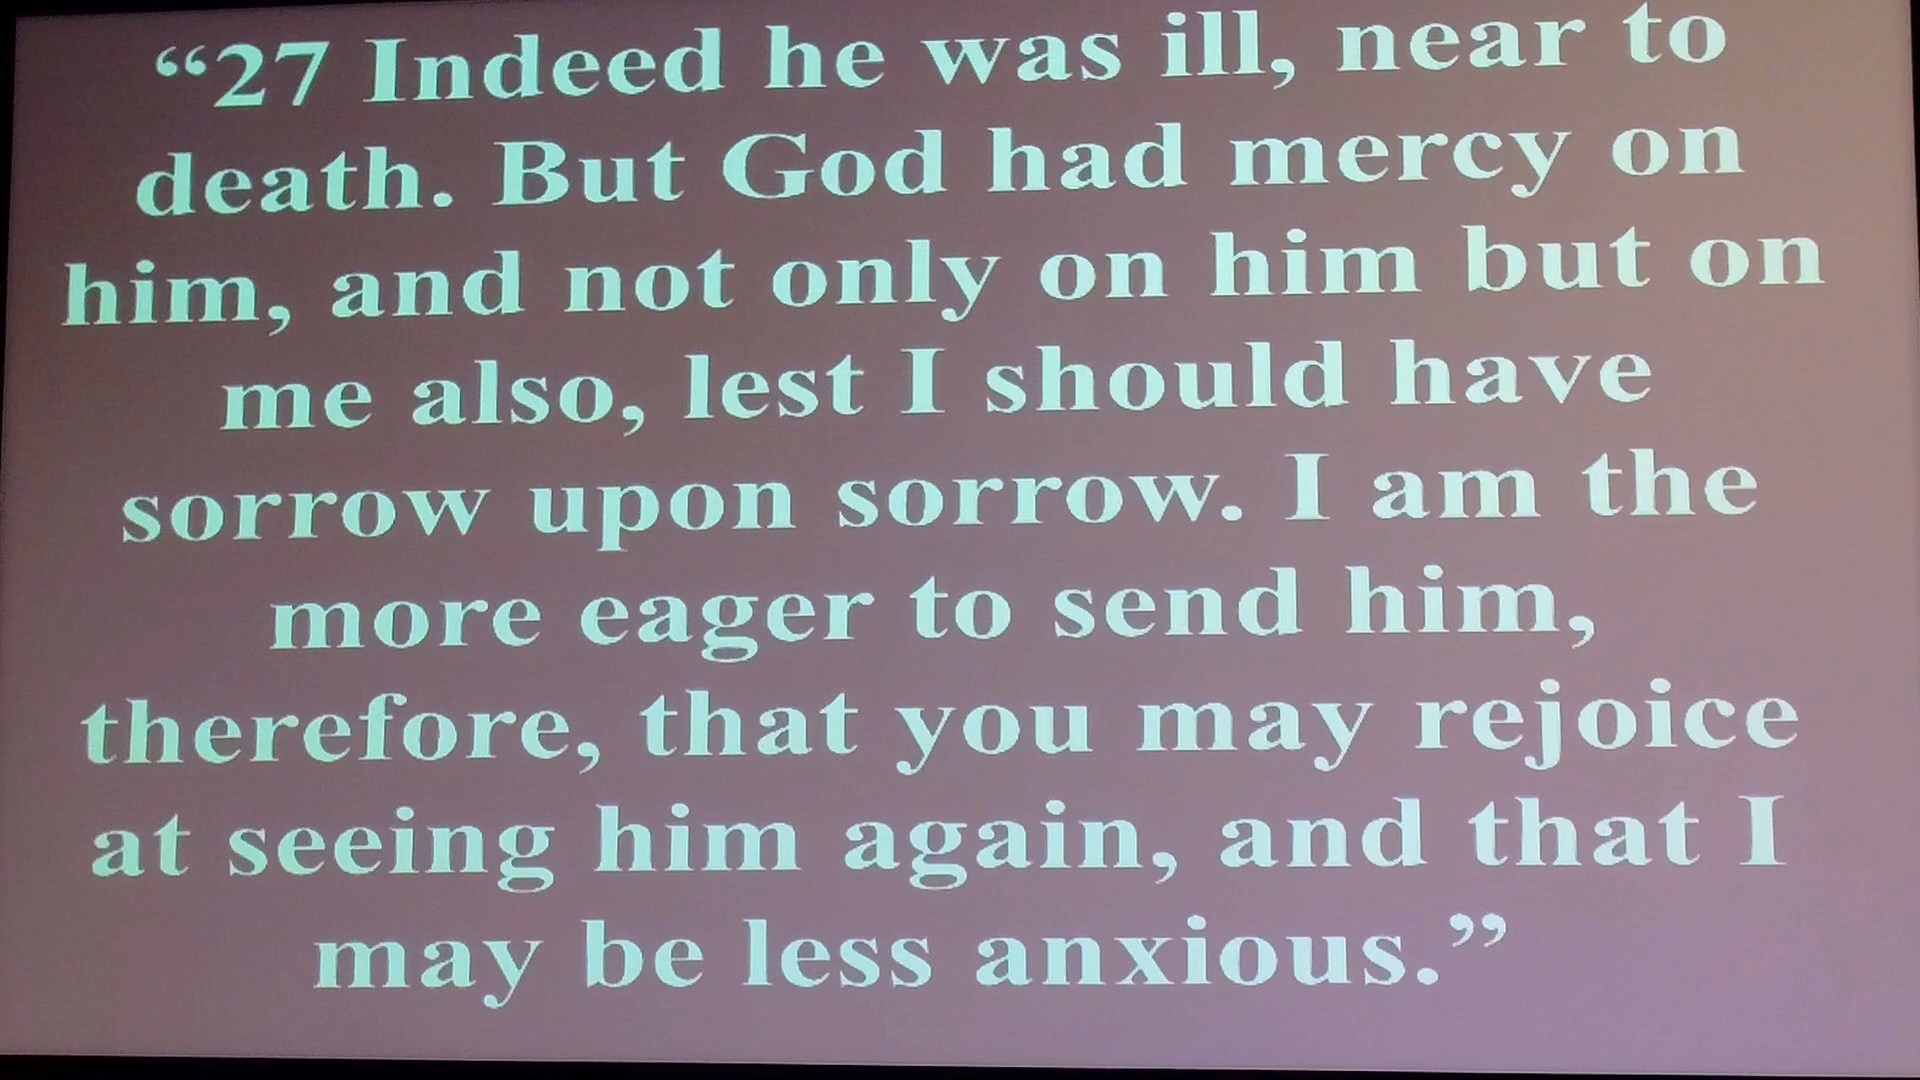 “27 Indeed he was ill, near to
death. But God had mercy on
him, and not only on him but on
me also, lest I should have
sorrow upon sorrow. I am the
more eager to send him,
therefore, that you may rejoice
at seeing him again, and that I
may be less anxious.”